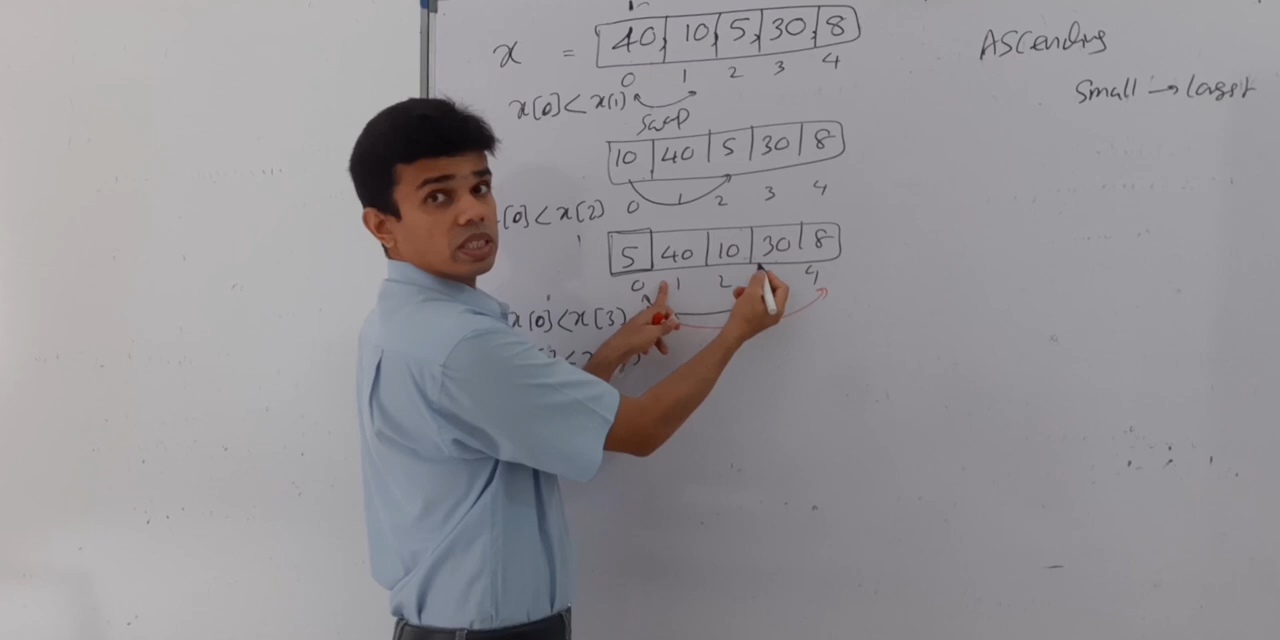 x = 40, 10, 5, 30, 8
0 1 2 3 4
ASCending
Small → largest
x[0] < x(1)
Swap
10 40 5 30 8
0 1 2 3 4
[0] < x[2]
5 40 10 30 8
0 1 2 4
x[0] < x[3]